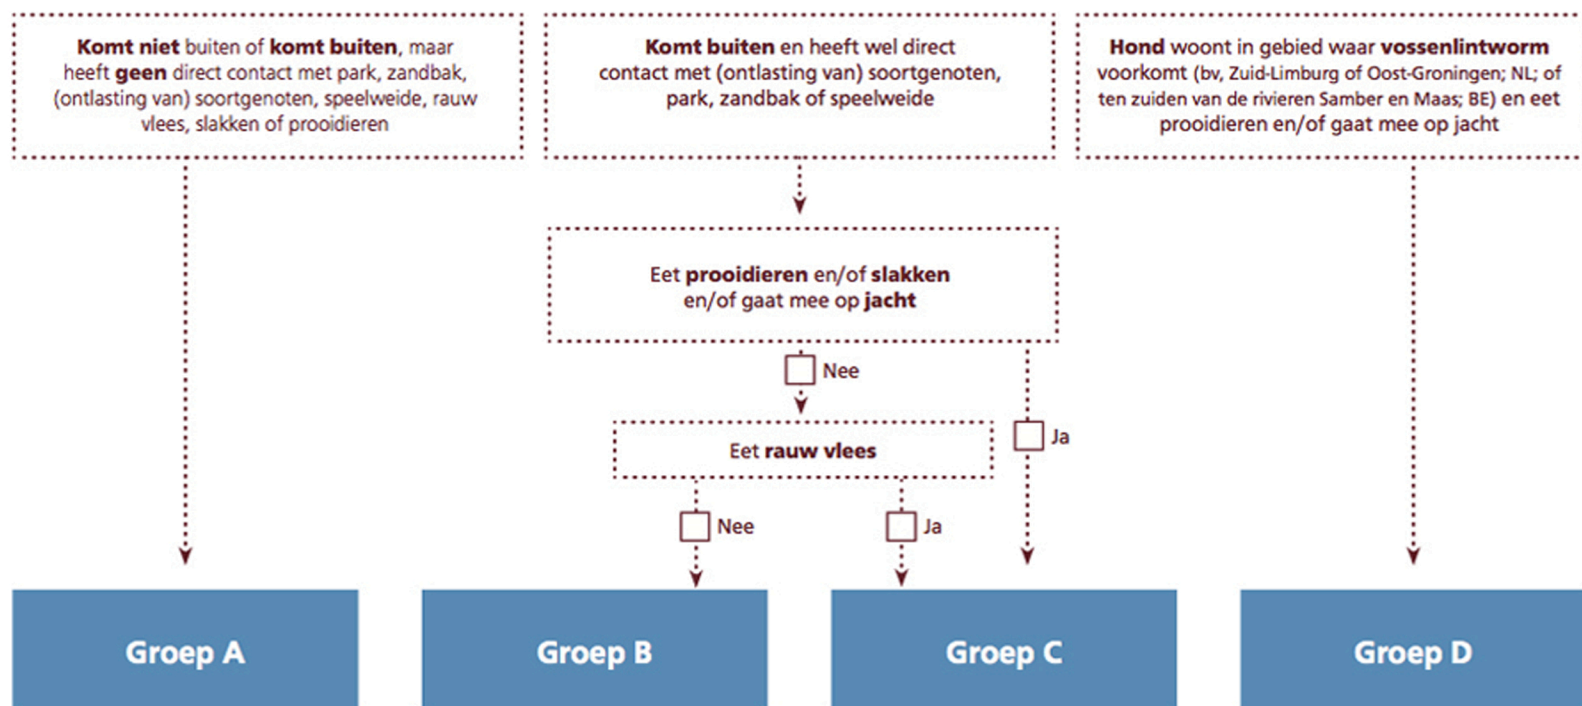 Komt niet buiten of komt buiten, maar
heeft geen direct contact met park, zandbak,
(ontlasting van) soortgenoten, speelweide, rauw
vlees, slakken of prooidieren
Komt buiten en heeft wel direct
contact met (ontlasting van) soortgenoten,
park, zandbak of speelweide
Hond woont in gebied waar vossenlintworm
voorkomt (bv, Zuid-Limburg of Oost-Groningen; NL; of
ten zuiden van de rivieren Samber en Maas; BE) en eet
prooidieren en/of gaat mee op jacht
Eet prooidieren en/of slakken
en/of gaat mee op jacht
Nee
Ja
Eet rauw vlees
Nee
Ja
Groep A
Groep B
Groep C
Groep D